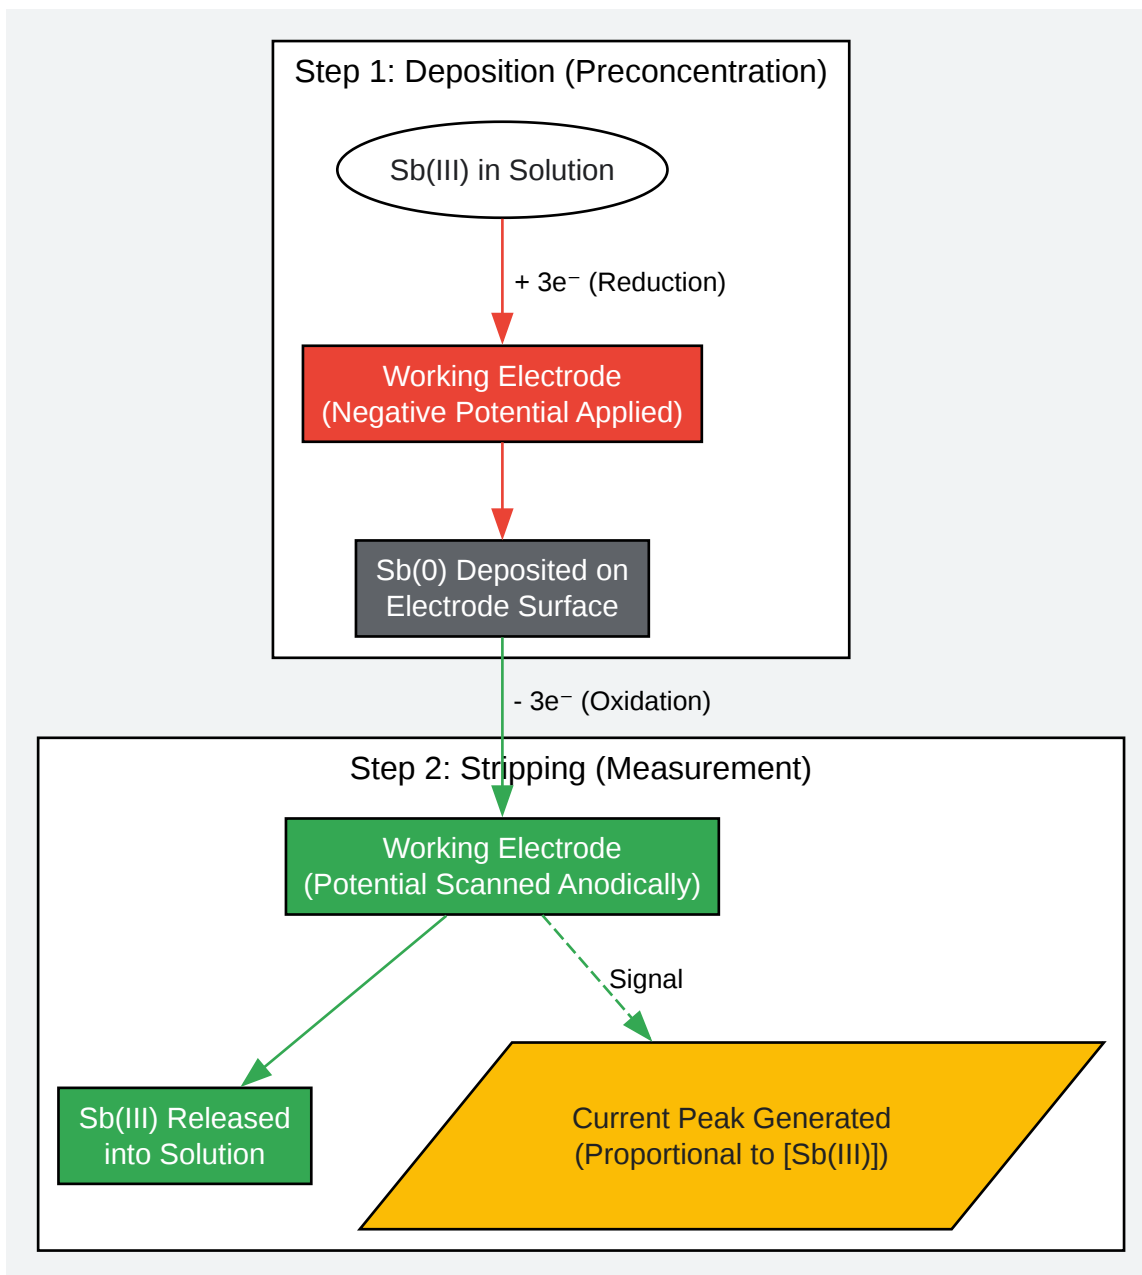 Step 1: Deposition (Preconcentration)
Sb(III) in Solution
+ 3e⁻ (Reduction)
Working Electrode
(Negative Potential Applied)
Sb(0) Deposited on
Electrode Surface
- 3e⁻ (Oxidation)
Step 2: Stripping (Measurement)
Working Electrode
(Potential Scanned Anodically)
Signal
Sb(III) Released
into Solution
Current Peak Generated
(Proportional to [Sb(III)])